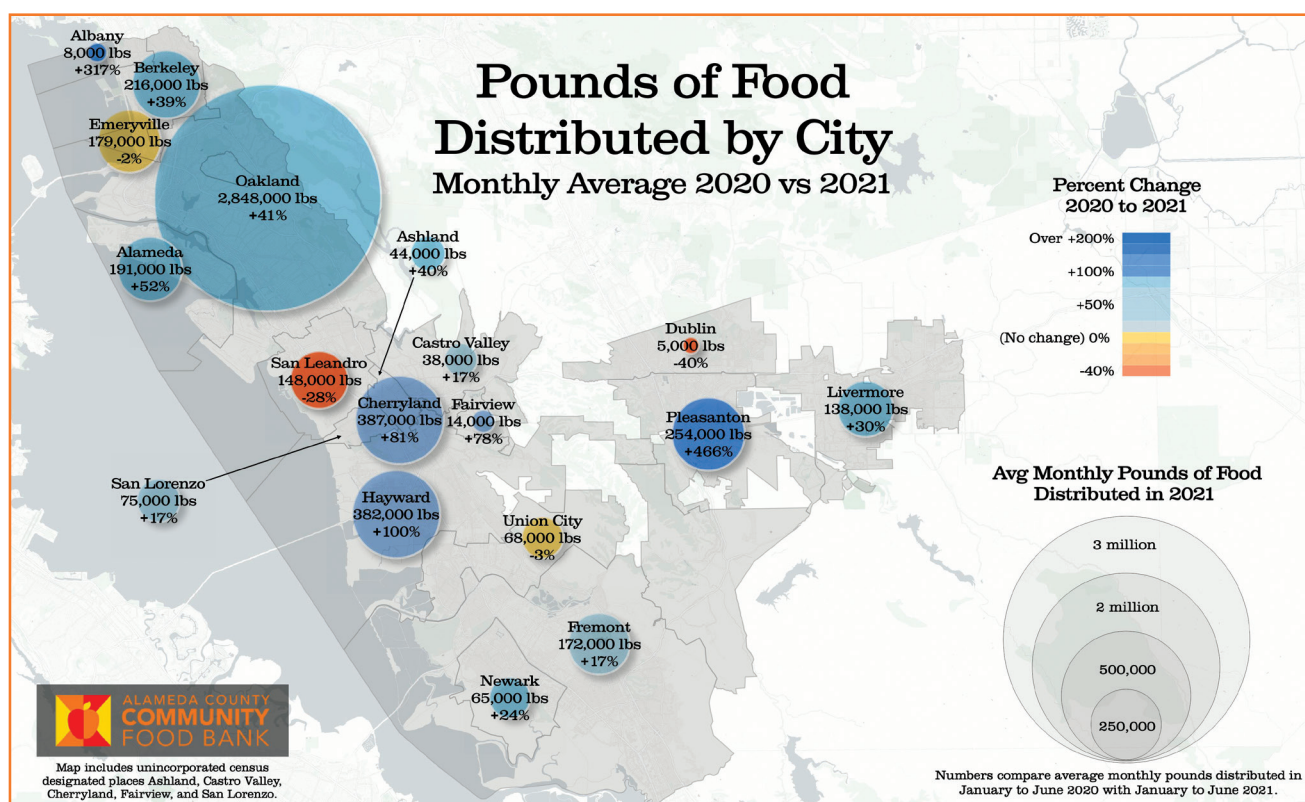 Pounds of Food
Distributed by City
Monthly Average 2020 vs 2021
Albany
8,000 lbs
+317%
Berkeley
216,000 lbs
+39%
Emeryville
179,000 lbs
-2%
Oakland
2,848,000 lbs
+41%
Alameda
191,000 lbs
+52%
Ashland
44,000 lbs
+40%
Castro Valley
38,000 lbs
+17%
San Leandro
148,000 lbs
-28%
Cherryland
387,000 lbs
+81%
Fairview
14,000 lbs
+78%
San Lorenzo
75,000 lbs
+17%
Hayward
382,000 lbs
+100%
Union City
68,000 lbs
-3%
Fremont
172,000 lbs
+17%
Newark
65,000 lbs
+24%
Dublin
5,000 lbs
-40%
Pleasanton
254,000 lbs
+466%
Livermore
138,000 lbs
+30%
Percent Change
2020 to 2021
Over +200%
+100%
+50%
(No change) 0%
-40%
Avg Monthly Pounds of Food
Distributed in 2021
3 million
2 million
500,000
250,000
Numbers compare average monthly pounds distributed in
January to June 2020 with January to June 2021.
ALAMEDA COUNTY
COMMUNITY
FOOD BANK
Map includes unincorporated census
designated places Ashland, Castro Valley,
Cherryland, Fairview, and San Lorenzo.